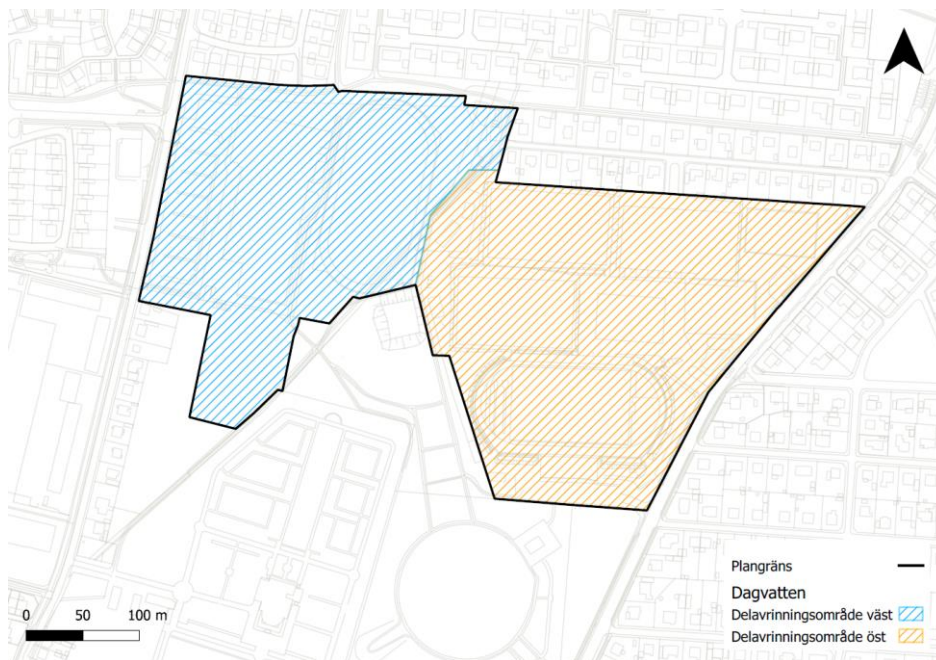 Plangräns
Dagvatten
Delavrinningsområde väst
Delavrinningsområde öst
0 50 100 m